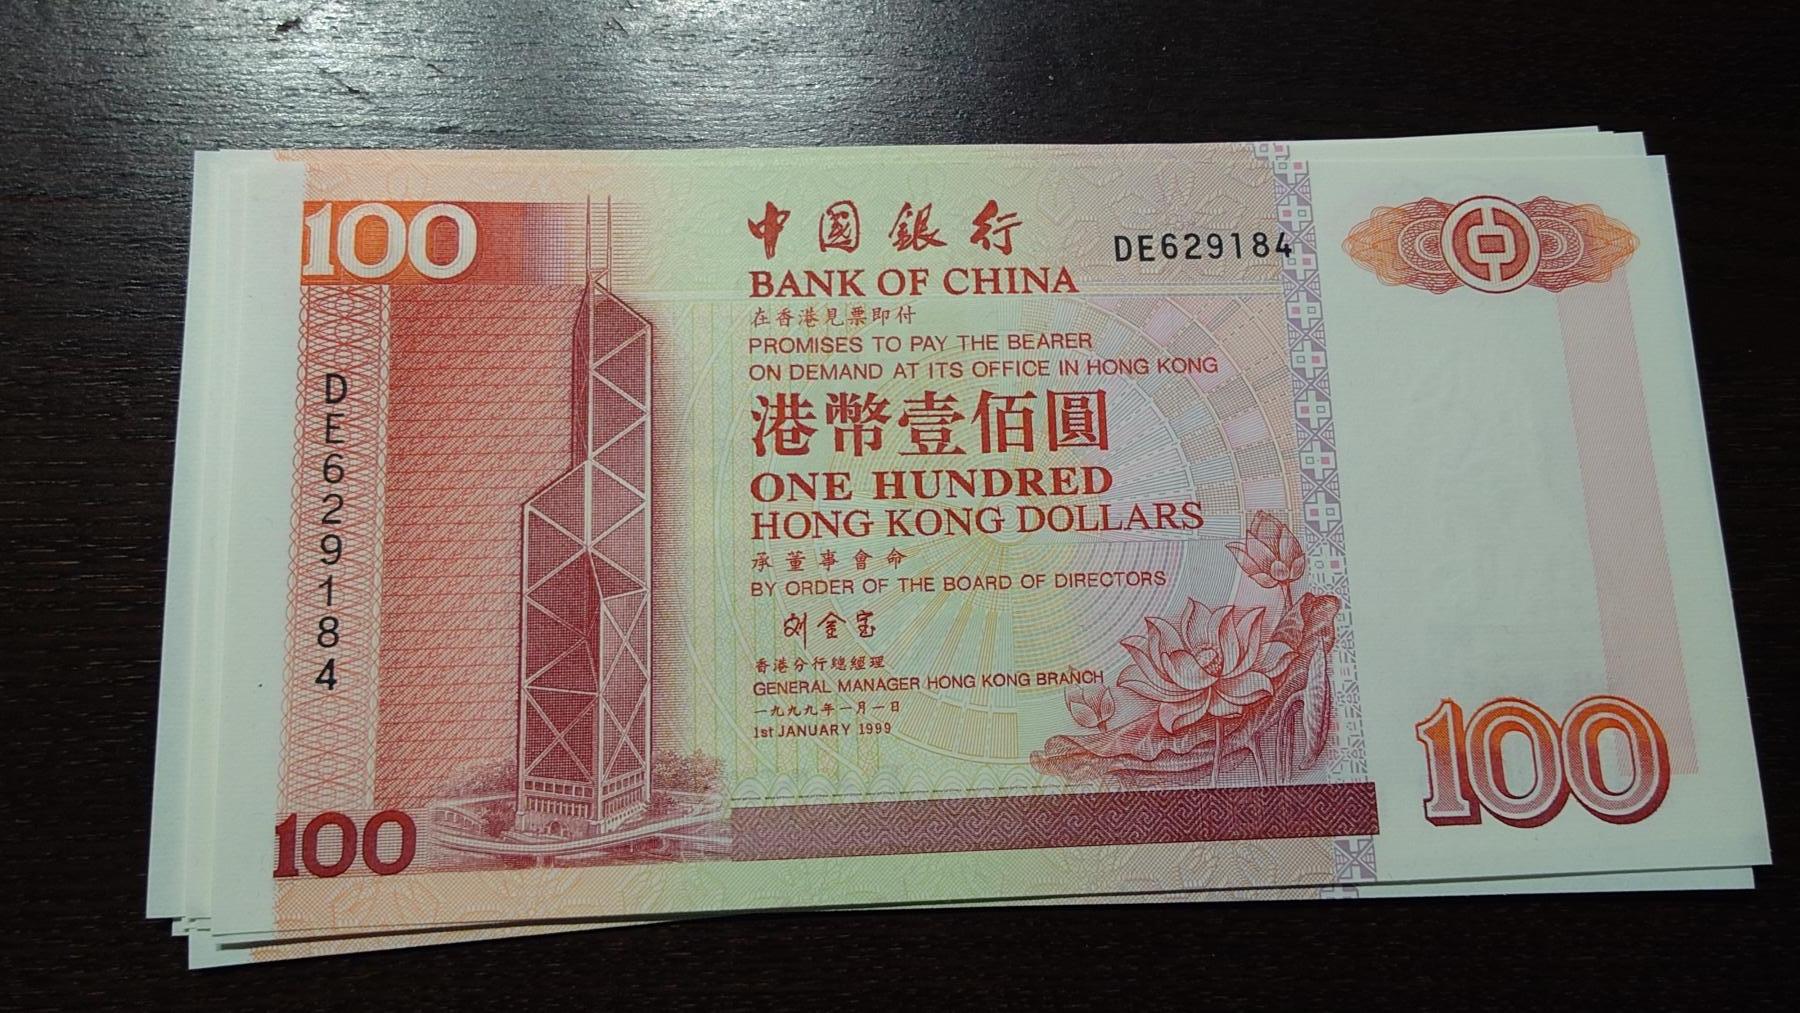 100
中國銀行
DE629184
BANK OF CHINA
在香港見票即付
PROMISES TO PAY THE BEARER
ON DEMAND AT ITS OFFICE IN HONG KONG
港幣壹佰圓
ONE HUNDRED
HONG KONG DOLLARS
承董事會命
BY ORDER OF THE BOARD OF DIRECTORS
刘金宝
香港分行總經理
GENERAL MANAGER HONG KONG BRANCH
一九九九年一月一日
1st JANUARY 1999
DE629184
100
100